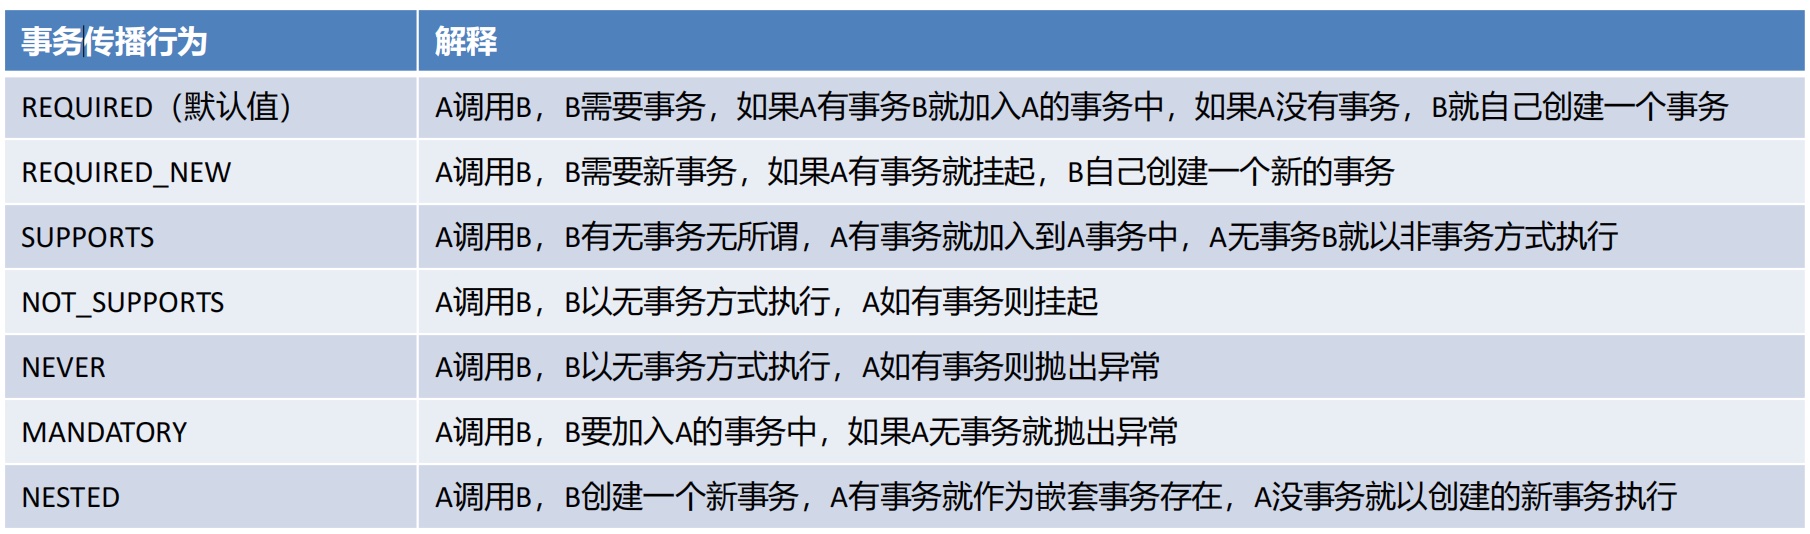 事务传播行为 解释
REQUIRED（默认值） A调用B，B需要事务，如果A有事务B就加入A的事务中，如果A没有事务，B就自己创建一个事务
REQUIRED_NEW A调用B，B需要新事务，如果A有事务就挂起，B自己创建一个新的事务
SUPPORTS A调用B，B有无事务无所谓，A有事务就加入到A事务中，A无事务B就以非事务方式执行
NOT_SUPPORTS A调用B，B以无事务方式执行，A如有事务则挂起
NEVER A调用B，B以无事务方式执行，A如有事务则抛出异常
MANDATORY A调用B，B要加入A的事务中，如果A无事务就抛出异常
NESTED A调用B，B创建一个新事务，A有事务就作为嵌套事务存在，A没事务就以创建的新事务执行